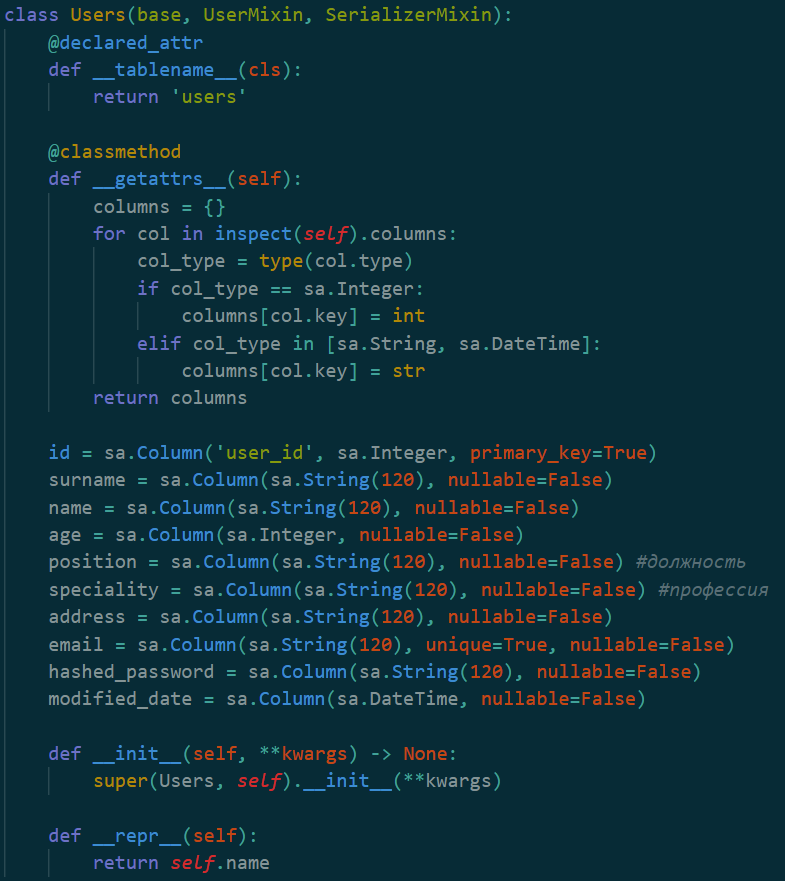 class Users(base, UserMixin, SerializerMixin):
    @declared_attr
    def __tablename__(cls):
        return 'users'

    @classmethod
    def __getattrs__(self):
        columns = {}
        for col in inspect(self).columns:
            col_type = type(col.type)
            if col_type == sa.Integer:
                columns[col.key] = int
            elif col_type in [sa.String, sa.DateTime]:
                columns[col.key] = str
        return columns

    id = sa.Column('user_id', sa.Integer, primary_key=True)
    surname = sa.Column(sa.String(120), nullable=False)
    name = sa.Column(sa.String(120), nullable=False)
    age = sa.Column(sa.Integer, nullable=False)
    position = sa.Column(sa.String(120), nullable=False) #должность
    speciality = sa.Column(sa.String(120), nullable=False) #профессия
    address = sa.Column(sa.String(120), nullable=False)
    email = sa.Column(sa.String(120), unique=True, nullable=False)
    hashed_password = sa.Column(sa.String(120), nullable=False)
    modified_date = sa.Column(sa.DateTime, nullable=False)

    def __init__(self, **kwargs) -> None:
        super(Users, self).__init__(**kwargs)

    def __repr__(self):
        return self.name